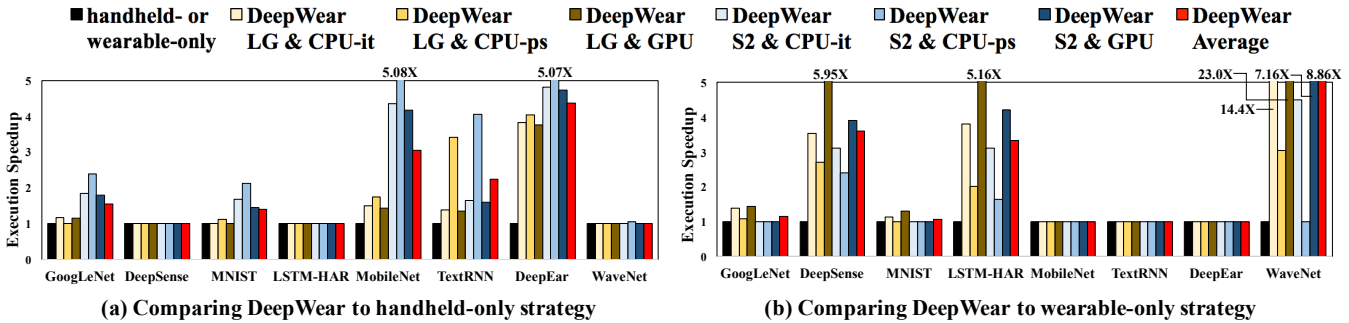 handheld- or wearable-only
DeepWear LG & CPU-it
DeepWear LG & CPU-ps
DeepWear LG & GPU
DeepWear S2 & CPU-it
DeepWear S2 & CPU-ps
DeepWear S2 & GPU
DeepWear Average
5.08X 5.07X
5
4
3
2
1
0
Execution Speedup
GoogLeNet DeepSense MNIST LSTM-HAR MobileNet TextRNN DeepEar WaveNet
(a) Comparing DeepWear to handheld-only strategy
5.95X 5.16X 23.0X 7.16X 8.86X
14.4X
5
4
3
2
1
0
Execution Speedup
GoogLeNet DeepSense MNIST LSTM-HAR MobileNet TextRNN DeepEar WaveNet
(b) Comparing DeepWear to wearable-only strategy